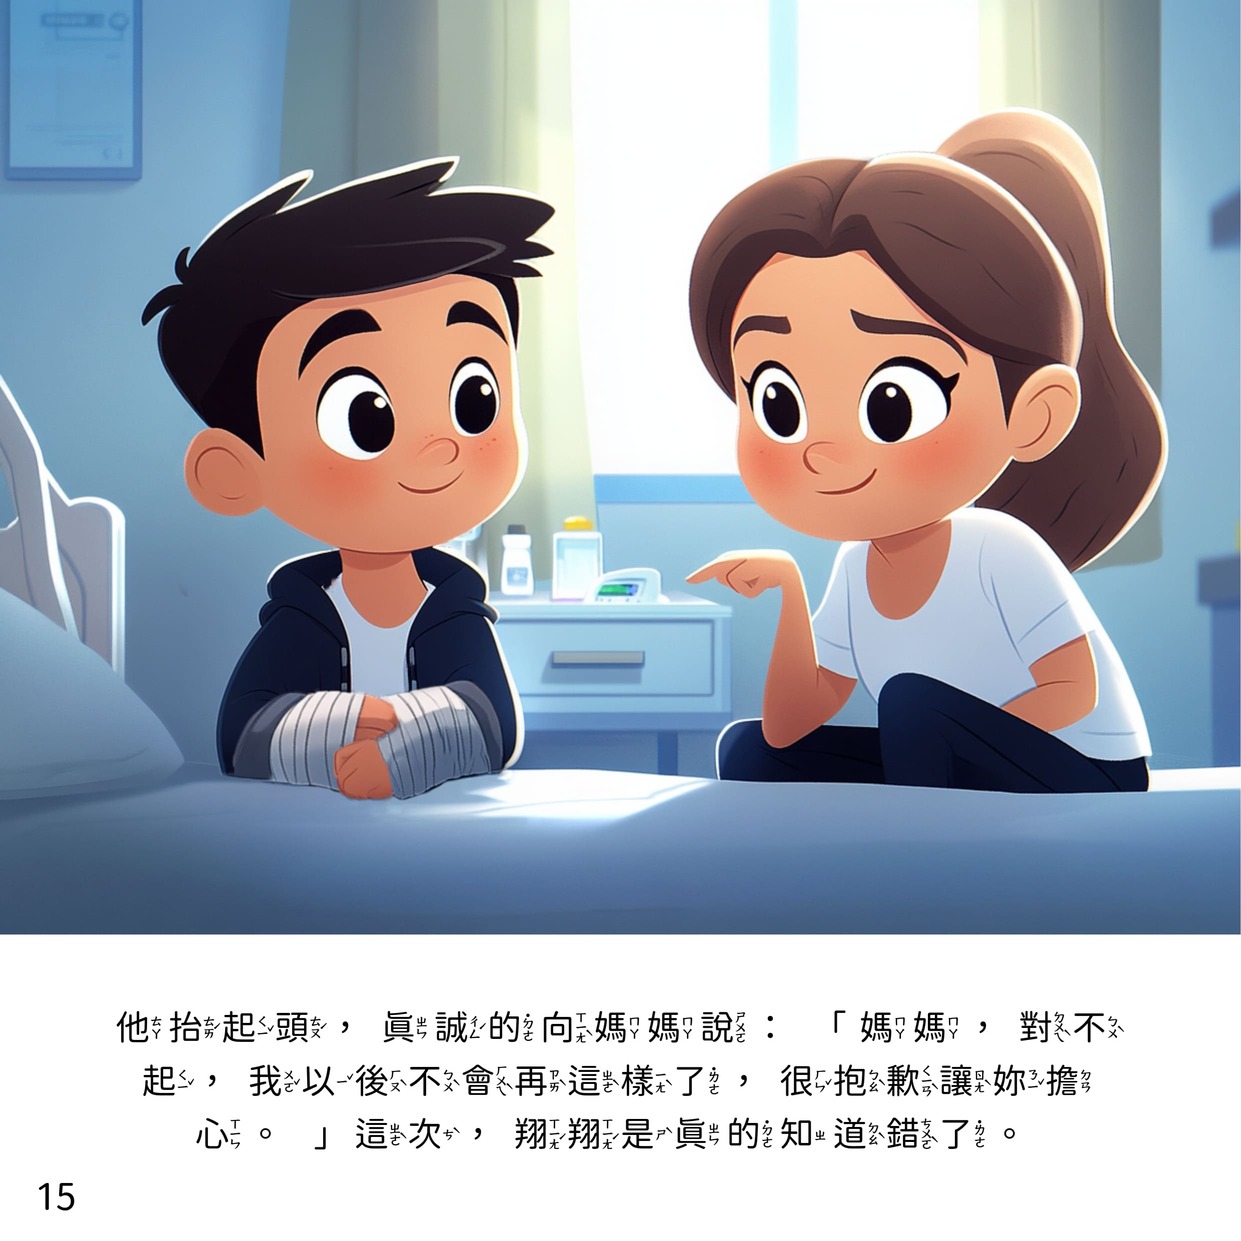 他抬起頭， 眞誠的向媽媽說： 「 媽媽， 對不
起， 我以後不會再這樣了， 很抱歉讓妳擔
心。 」 這次， 翔翔是眞的知道錯了。
15